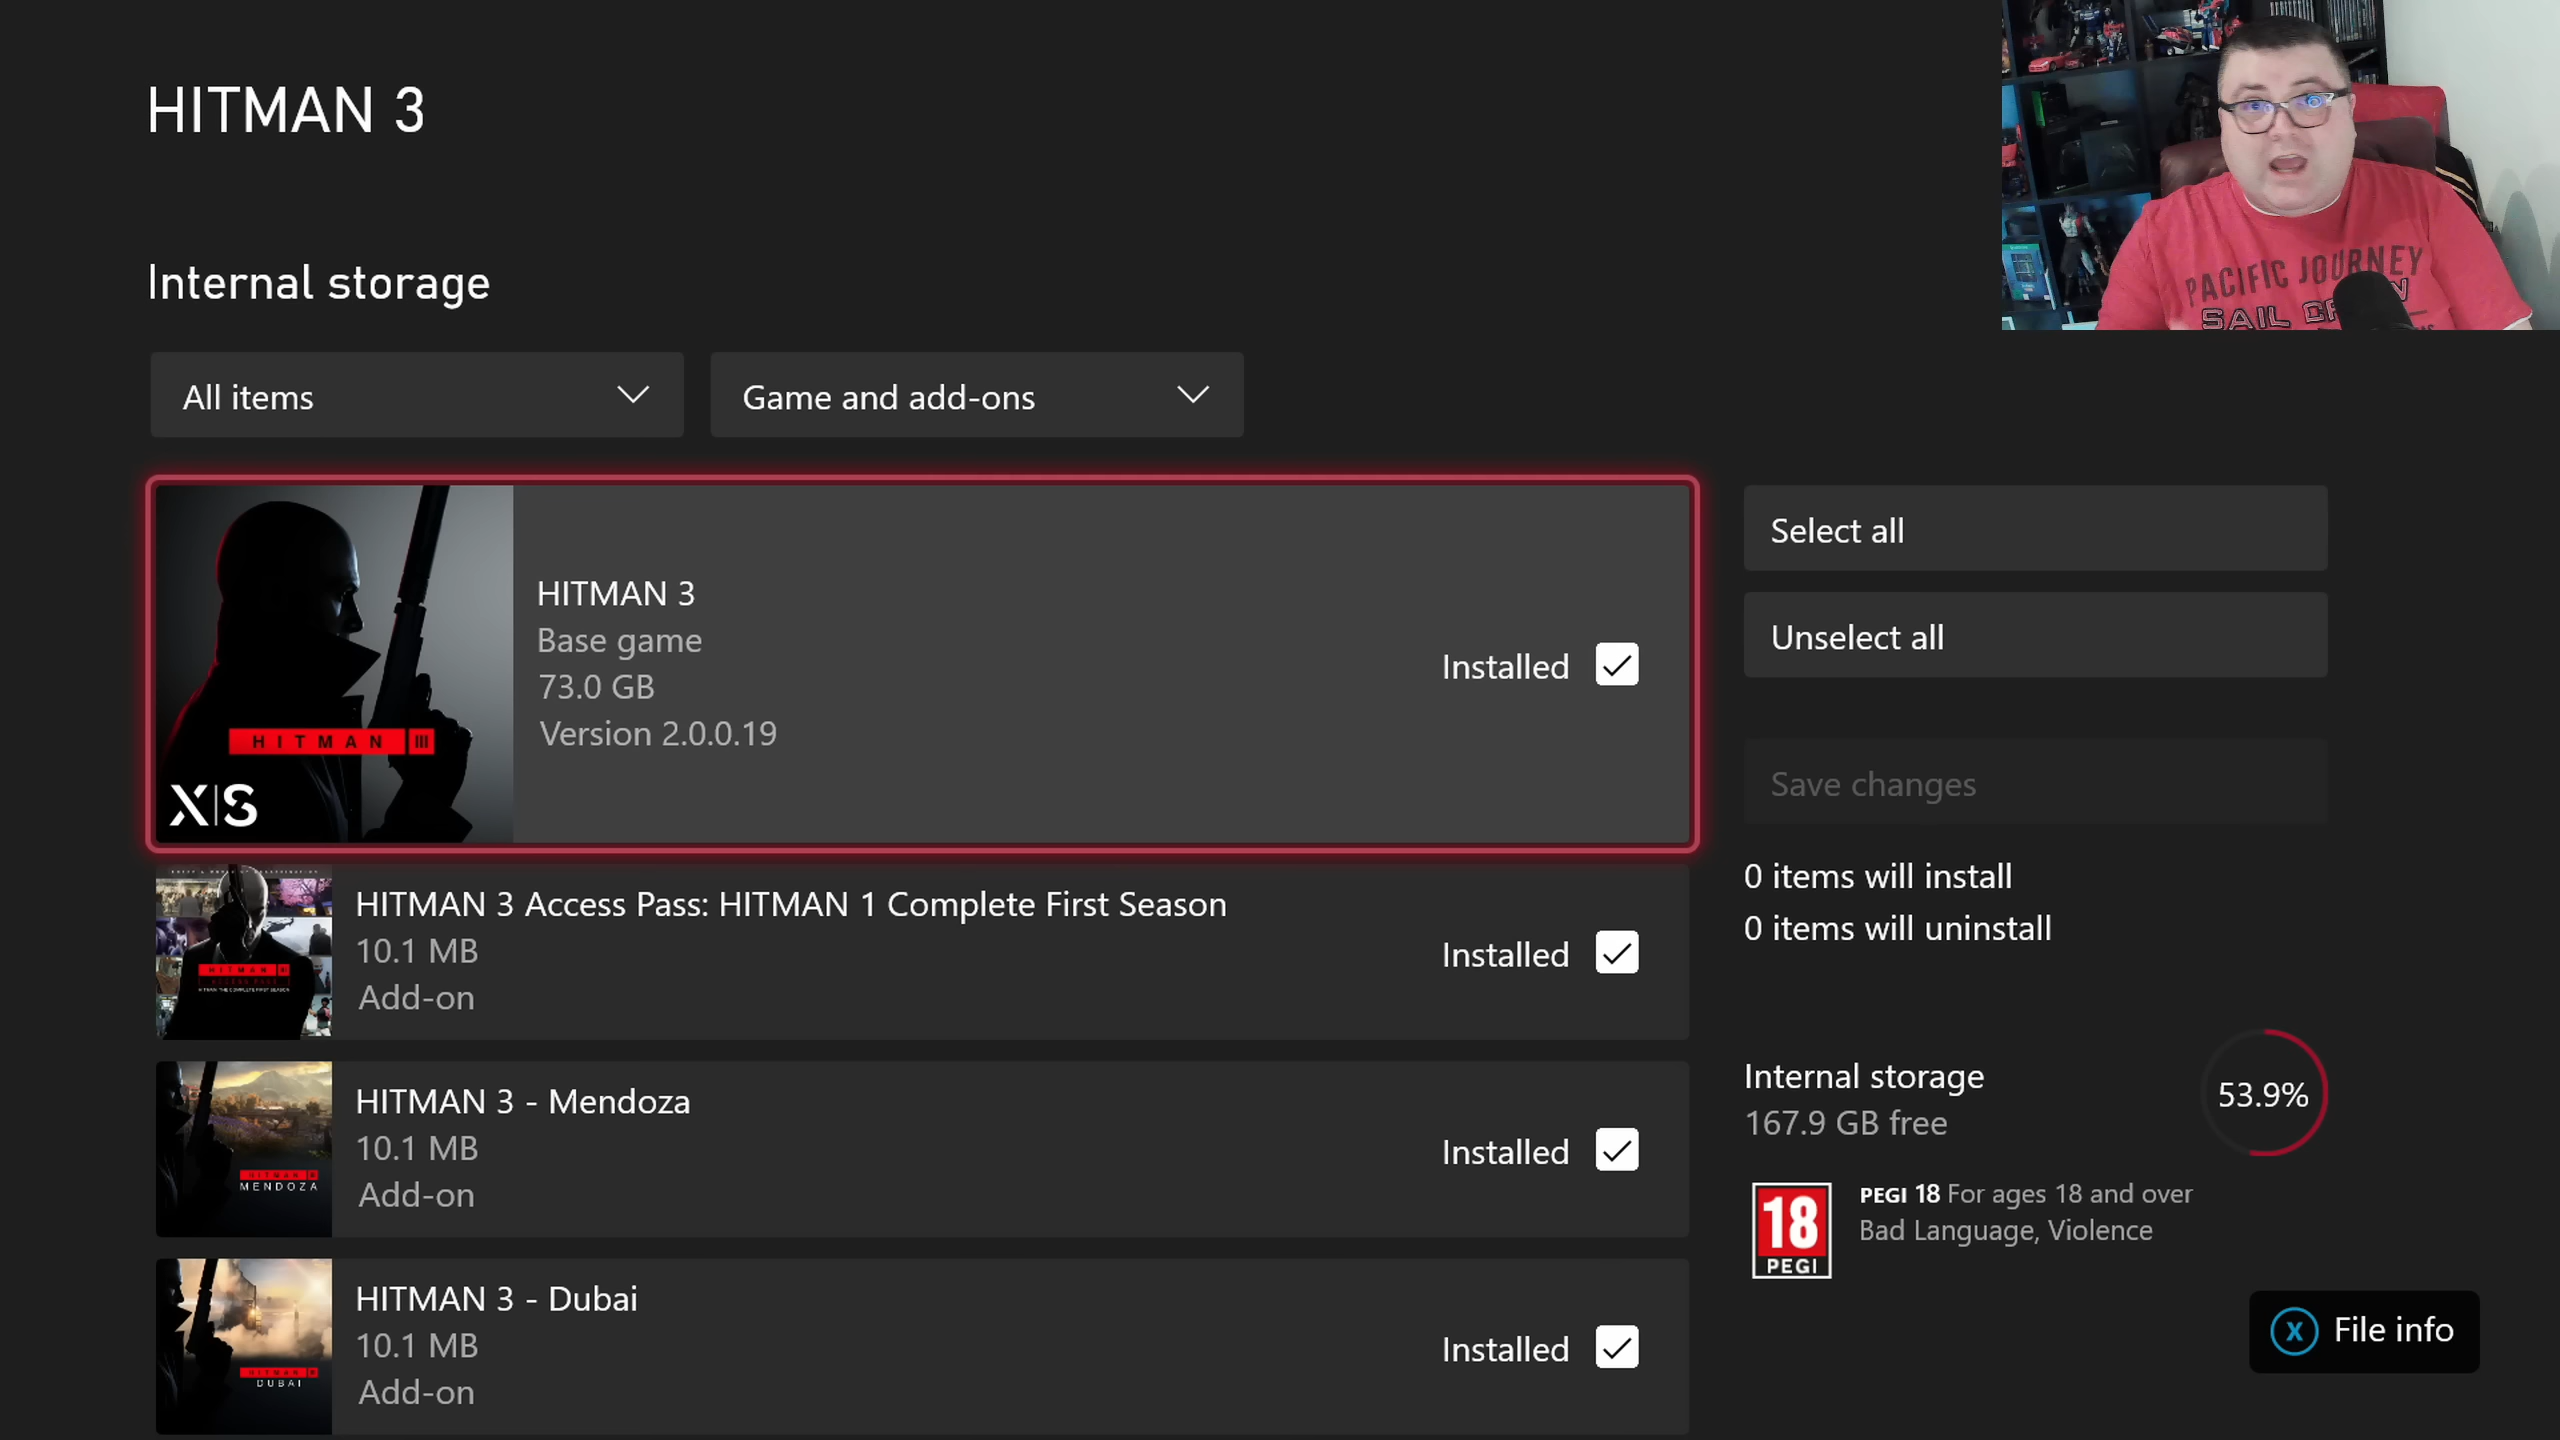 HITMAN 3
Internal storage
All items
Game and add-ons
HITMAN III
X|S
HITMAN 3
Base game
73.0 GB
Version 2.0.0.19
Installed
HITMAN 3 Access Pass: HITMAN 1 Complete First Season
10.1 MB
Add-on
Installed
HITMAN III
MENDOZA
HITMAN 3 - Mendoza
10.1 MB
Add-on
Installed
HITMAN III
DUBAI
HITMAN 3 - Dubai
10.1 MB
Add-on
Installed
Select all
Unselect all
Save changes
0 items will install
0 items will uninstall
Internal storage
167.9 GB free
53.9%
18
PEGI
PEGI 18 For ages 18 and over
Bad Language, Violence
X File info
PACIFIC JOURNEY
SAIL